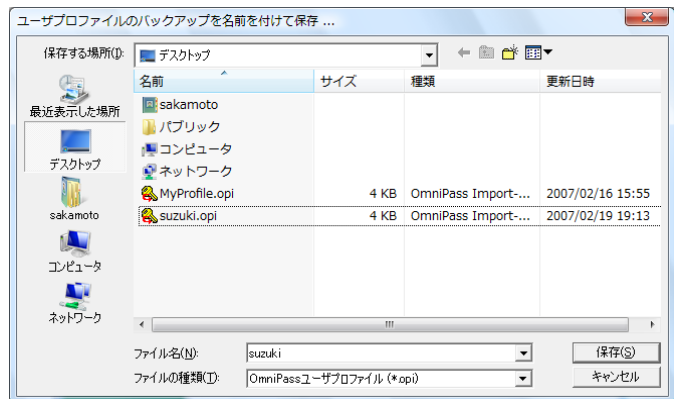 ユーザプロファイルのバックアップを名前を付けて保存 ...
保存する場所(I): デスクトップ
名前 サイズ 種類 更新日時
最近表示した場所
デスクトップ
sakamoto
コンピュータ
ネットワーク
sakamoto
パブリック
コンピュータ
ネットワーク
MyProfile.opi 4 KB OmniPass Import-... 2007/02/16 15:55
suzuki.opi 4 KB OmniPass Import-... 2007/02/19 19:13
ファイル名(N): suzuki 保存(S)
ファイルの種類(T): OmniPassユーザプロファイル (*.opi) キャンセル